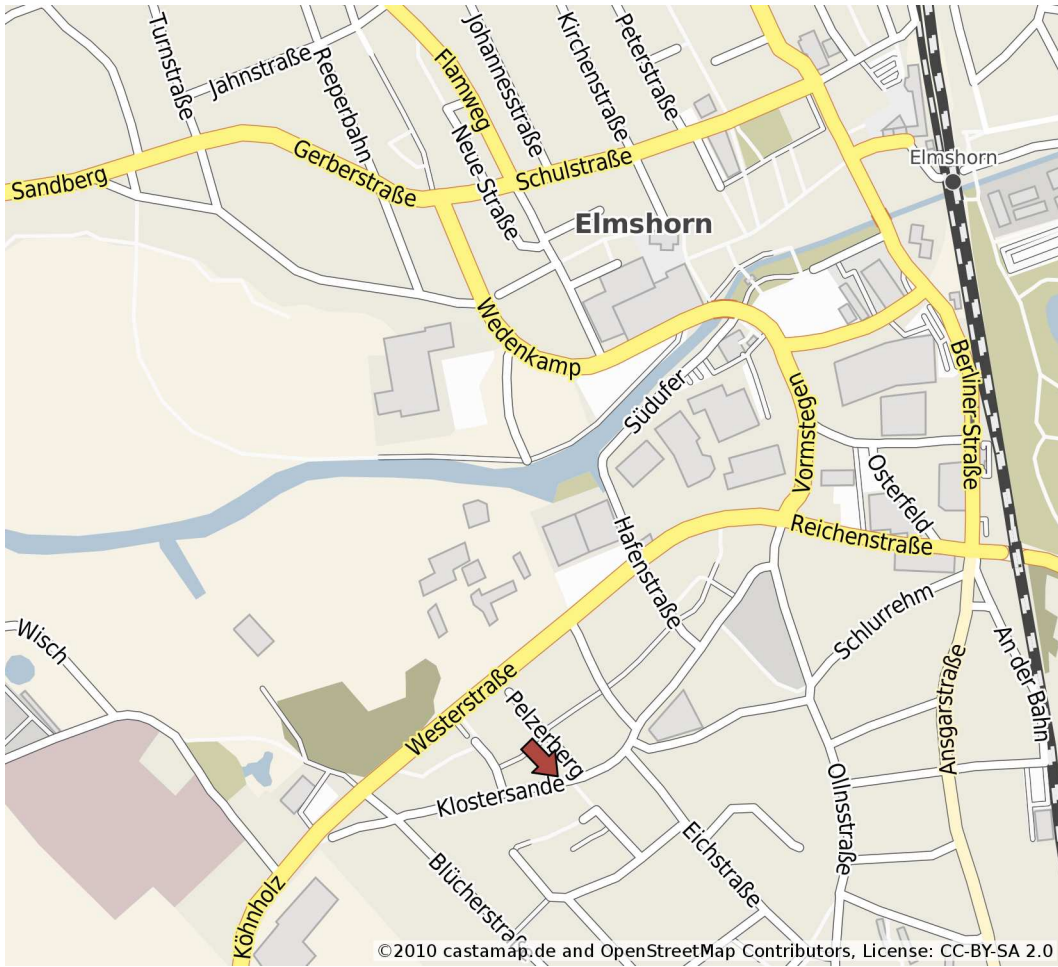 Turnstraße
Jahnstraße
Reeperbahn
Flamweg
Johannesstraße
Kirchenstraße
Peterstraße
Neue Straße
Elmshorn
Sandberg
Gerberstraße
Schulstraße
Elmshorn
Wedenkamp
Südufer
Vormstegen
Berliner Straße
Osterfeld
Reichenstraße
Hafenstraße
Schlurrehm
Wisch
An der Bahn
Ansgarstraße
Westerstraße
Pelzerberg
Klostersande
Ollnsstraße
Eichstraße
Blücherstraße
Köhnholz
©2010 castamap.de and OpenStreetMap Contributors, License: CC-BY-SA 2.0